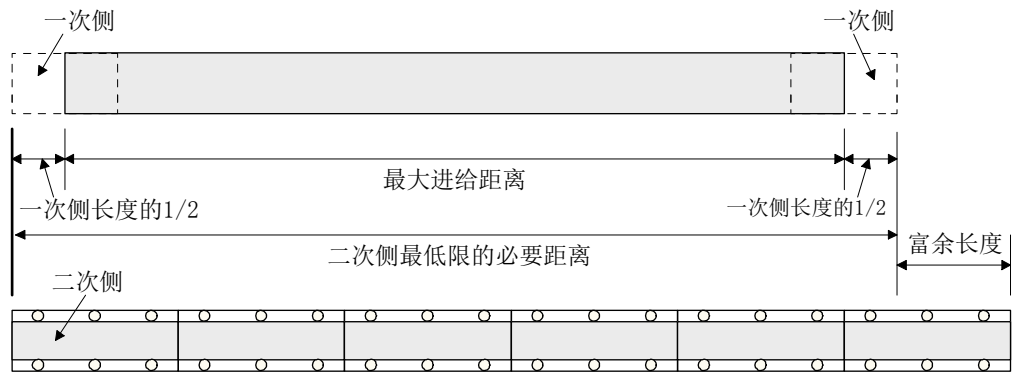 一次侧
一次侧
最大进给距离
一次侧长度的1/2
一次侧长度的1/2
二次侧最低限的必要距离
富余长度
二次侧